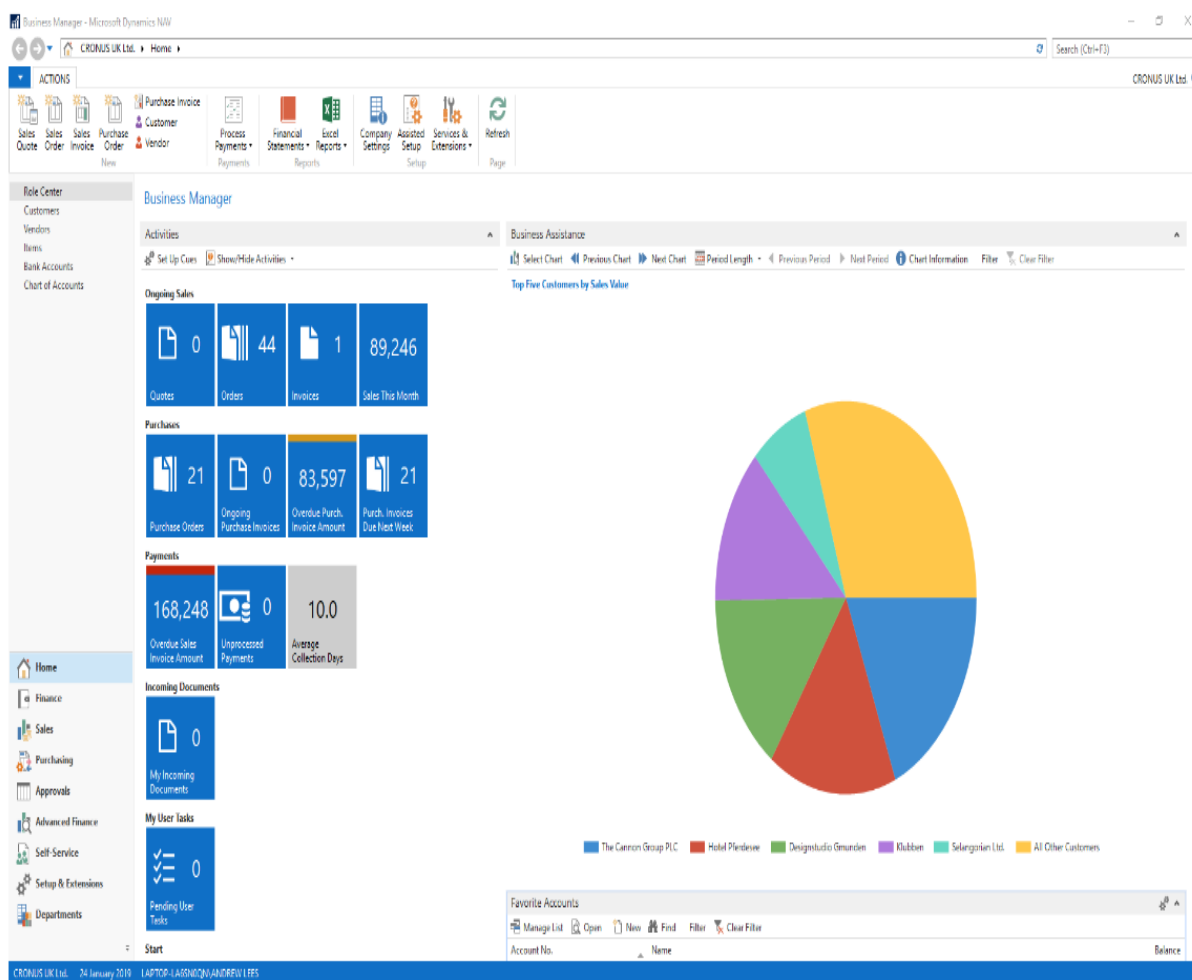 Business Manager - Microsoft Dynamics NAV
CRONUS UK Ltd. Home
Search (Ctrl+F3)
ACTIONS
CRONUS UK Ltd.
Sales Quote
Sales Order
Sales Invoice
Purchase Order
Purchase Invoice
Customer
Vendor
New
Process Payments
Payments
Financial Statements
Excel Reports
Reports
Company Settings
Assisted Setup
Services & Extensions
Setup
Refresh
Page
Role Center
Customers
Vendors
Items
Bank Accounts
Chart of Accounts
Home
Finance
Sales
Purchasing
Approvals
Advanced Finance
Self-Service
Setup & Extensions
Departments
Business Manager
Activities
Set Up Cues Show/Hide Activities
Ongoing Sales
0
Quotes
44
Orders
1
Invoices
89,246
Sales This Month
Purchases
21
Purchase Orders
0
Ongoing
Purchase Invoices
83,597
Overdue Purch.
Invoice Amount
21
Purch. Invoices
Due Next Week
Payments
168,248
Overdue Sales
Invoice Amount
0
Unprocessed
Payments
10.0
Average
Collection Days
Incoming Documents
0
My Incoming
Documents
My User Tasks
0
Pending User
Tasks
Start
Business Assistance
Select Chart Previous Chart Next Chart Period Length Previous Period Next Period Chart Information Filter Clear Filter
Top Five Customers by Sales Value
The Cannon Group PLC Hotel Pferdesee Designstudio Gmunden Klubben Selangorian Ltd. All Other Customers
Favorite Accounts
Manage List Open New Find Filter Clear Filter
Account No. Name Balance
CRONUS UK Ltd. 24 January 2019